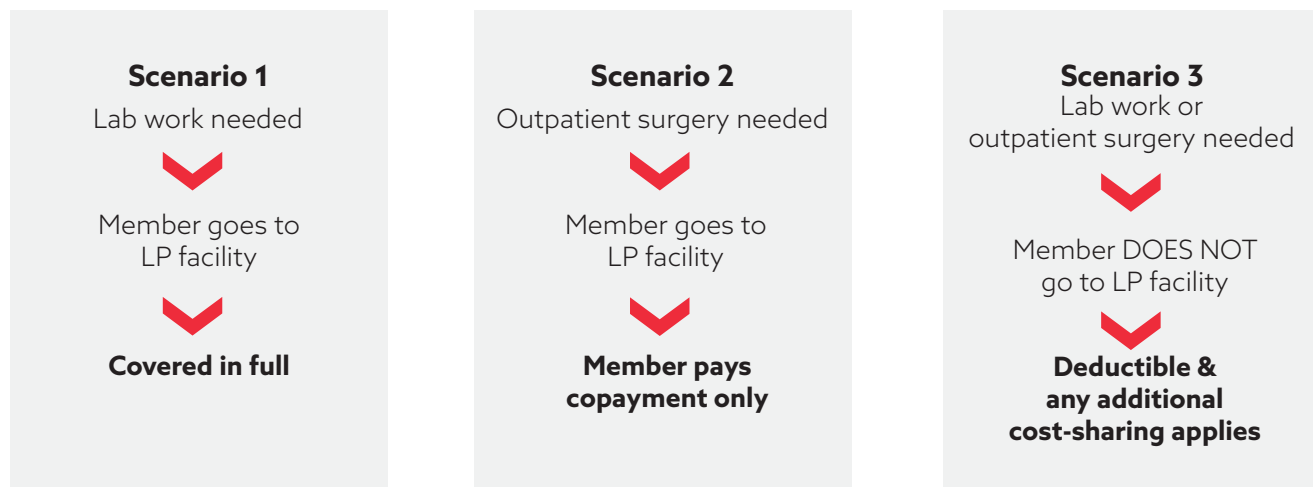 Scenario 1
Lab work needed
Member goes to
LP facility
Covered in full
Scenario 2
Outpatient surgery needed
Member goes to
LP facility
Member pays
copayment only
Scenario 3
Lab work or
outpatient surgery needed
Member DOES NOT
go to LP facility
Deductible &
any additional
cost-sharing applies